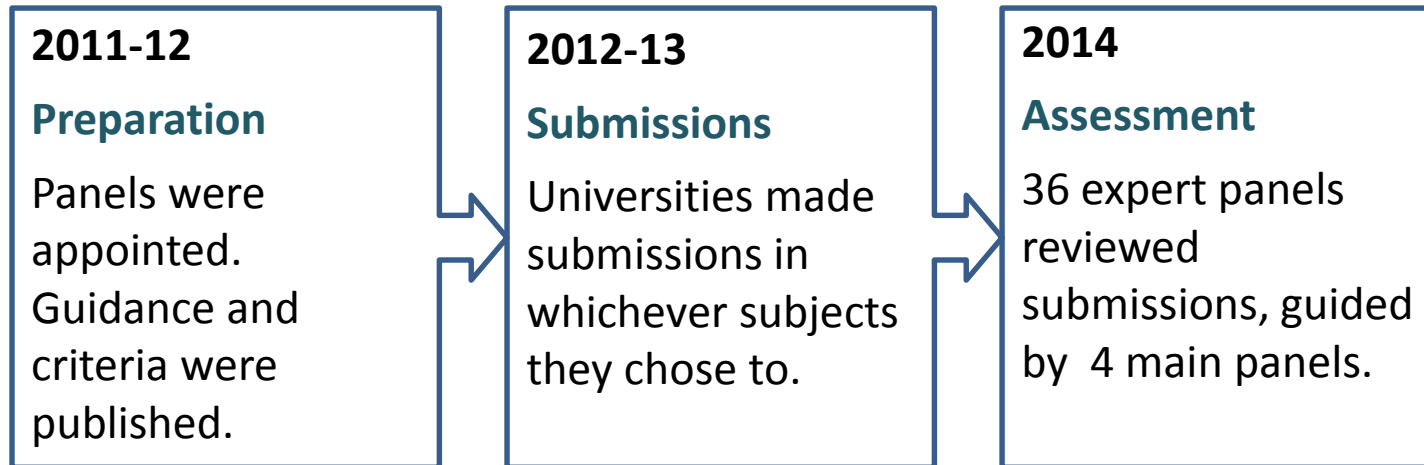 2011-12
Preparation
Panels were
appointed.
Guidance and
criteria were
published.
2012-13
Submissions
Universities made
submissions in
whichever subjects
they chose to.
2014
Assessment
36 expert panels
reviewed
submissions, guided
by  4 main panels.